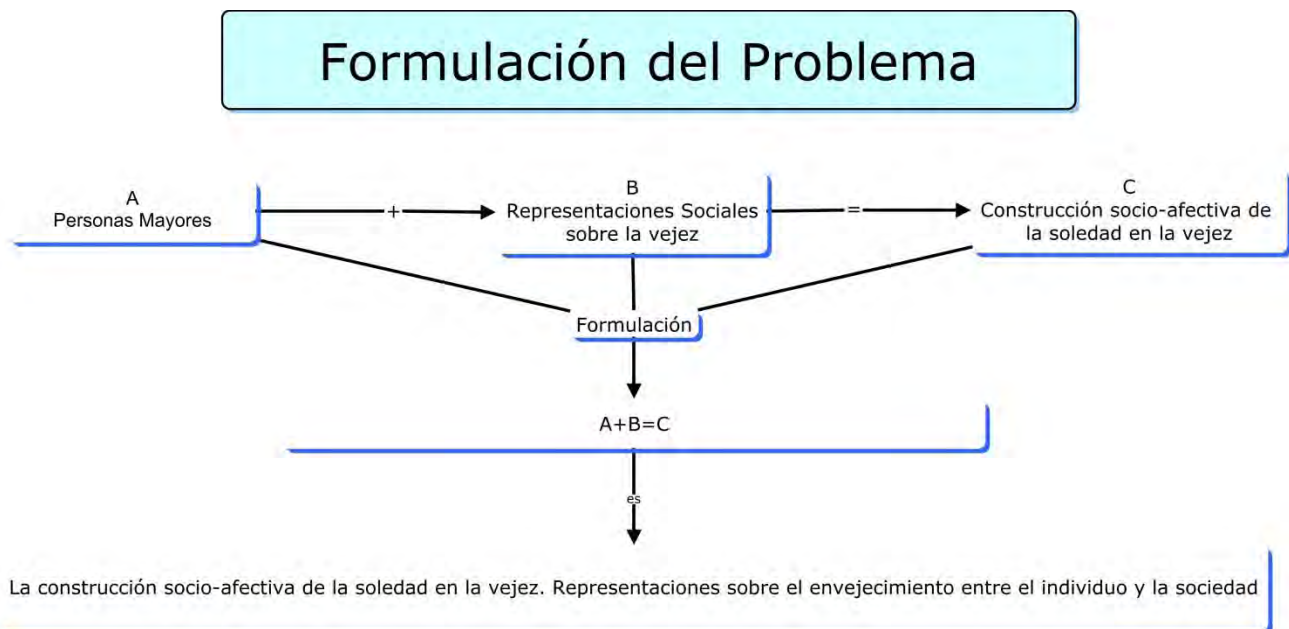 Formulación del Problema
A
Personas Mayores
+
B
Representaciones Sociales
sobre la vejez
=
C
Construcción socio-afectiva de
la soledad en la vejez
Formulación
A+B=C
es
La construcción socio-afectiva de la soledad en la vejez. Representaciones sobre el envejecimiento entre el individuo y la sociedad